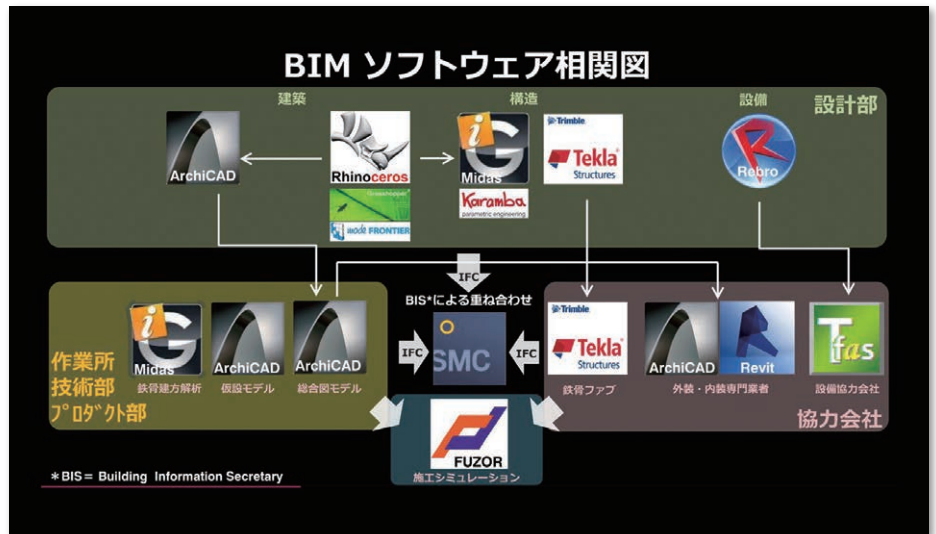 BIM ソフトウェア相関図
建築
構造
設備
設計部
ArchiCAD
Rhinoceros
mode FRONTIER
Midas
Karamba
parametric engineering
Trimble
Tekla®
Structures
Rebro
IFC
BIS*による重ね合わせ
IFC
SMC
IFC
作業所
技術部
プロダクト部
Midas
鉄骨建方解析
ArchiCAD
仮設モデル
ArchiCAD
総合図モデル
Trimble
Tekla®
Structures
鉄骨ファブ
ArchiCAD
Revit
外装・内装専門業者
Tfas
設備協力会社
協力会社
FUZOR
施工シミュレーション
*BIS= Building Information Secretary